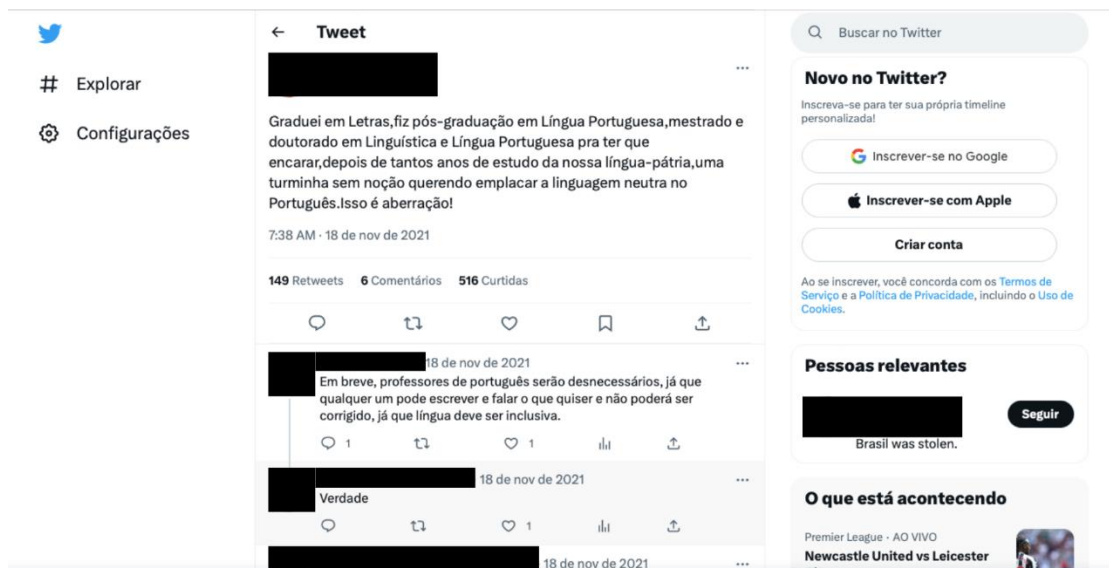 Tweet
Explorar
Configurações
Graduei em Letras,fiz pós-graduação em Língua Portuguesa,mestrado e
doutorado em Linguística e Língua Portuguesa pra ter que
encarar,depois de tantos anos de estudo da nossa língua-pátria,uma
turminha sem noção querendo emplacar a linguagem neutra no
Português.Isso é aberração!
7:38 AM · 18 de nov de 2021
149 Retweets 6 Comentários 516 Curtidas
18 de nov de 2021
Em breve, professores de português serão desnecessários, já que
qualquer um pode escrever e falar o que quiser e não poderá ser
corrigido, já que língua deve ser inclusiva.
1 1
18 de nov de 2021
Verdade
1
18 de nov de 2021
Buscar no Twitter
Novo no Twitter?
Inscreva-se para ter sua própria timeline
personalizada!
Inscrever-se no Google
Inscrever-se com Apple
Criar conta
Ao se inscrever, você concorda com os Termos de
Serviço e a Política de Privacidade, incluindo o Uso de
Cookies.
Pessoas relevantes
Seguir
Brasil was stolen.
O que está acontecendo
Premier League · AO VIVO
Newcastle United vs Leicester